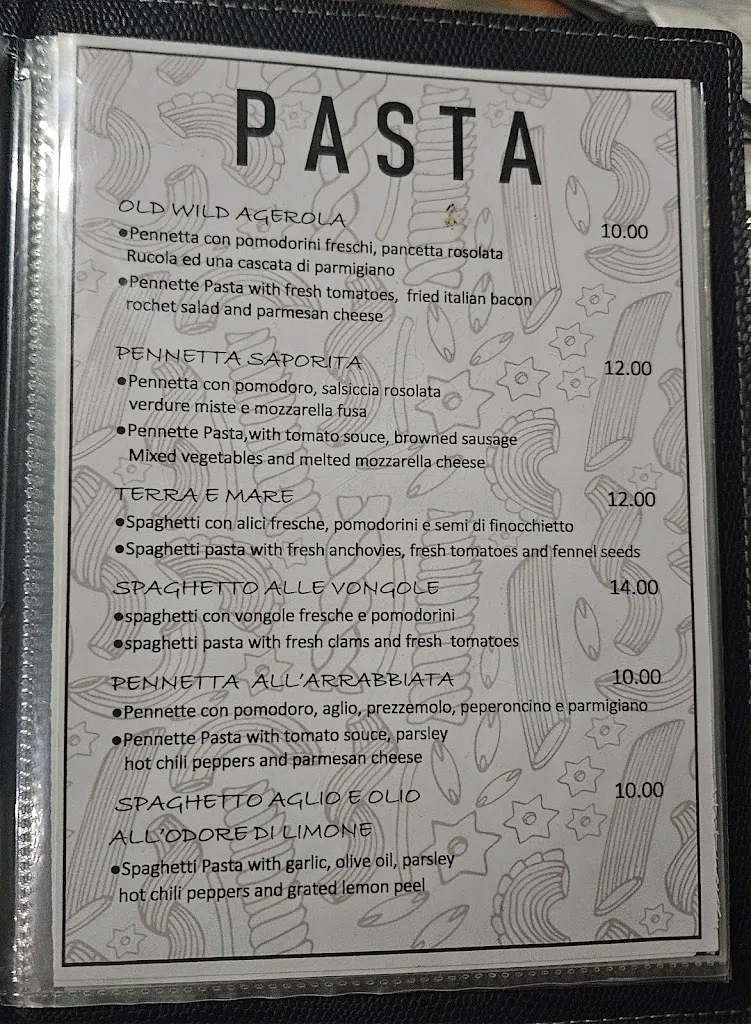 PASTA
OLD WILD AGEROLA 10.00
•Pennetta con pomodorini freschi, pancetta rosolata
Rucola ed una cascata di parmigiano
•Pennette Pasta with fresh tomatoes, fried italian bacon
rochet salad and parmesan cheese
PENNETTA SAPORITA 12.00
•Pennetta con pomodoro, salsiccia rosolata
verdure miste e mozzarella fusa
•Pennette Pasta,with tomato souce, browned sausage
Mixed vegetables and melted mozzarella cheese
TERRA E MARE 12.00
•Spaghetti con alici fresche, pomodorini e semi di finocchietto
•Spaghetti pasta with fresh anchovies, fresh tomatoes and fennel seeds
SPAGHETTO ALLE VONGOLE 14.00
•spaghetti con vongole fresche e pomodorini
•spaghetti pasta with fresh clams and fresh tomatoes
PENNETTA ALL'ARRABBIATA 10.00
•Pennette con pomodoro, aglio, prezzemolo, peperoncino e parmigiano
•Pennette Pasta with tomato souce, parsley
hot chili peppers and parmesan cheese
SPAGHETTO AGLIO E OLIO 10.00
ALL'ODORE DI LIMONE
•Spaghetti Pasta with garlic, olive oil, parsley
hot chili peppers and grated lemon peel